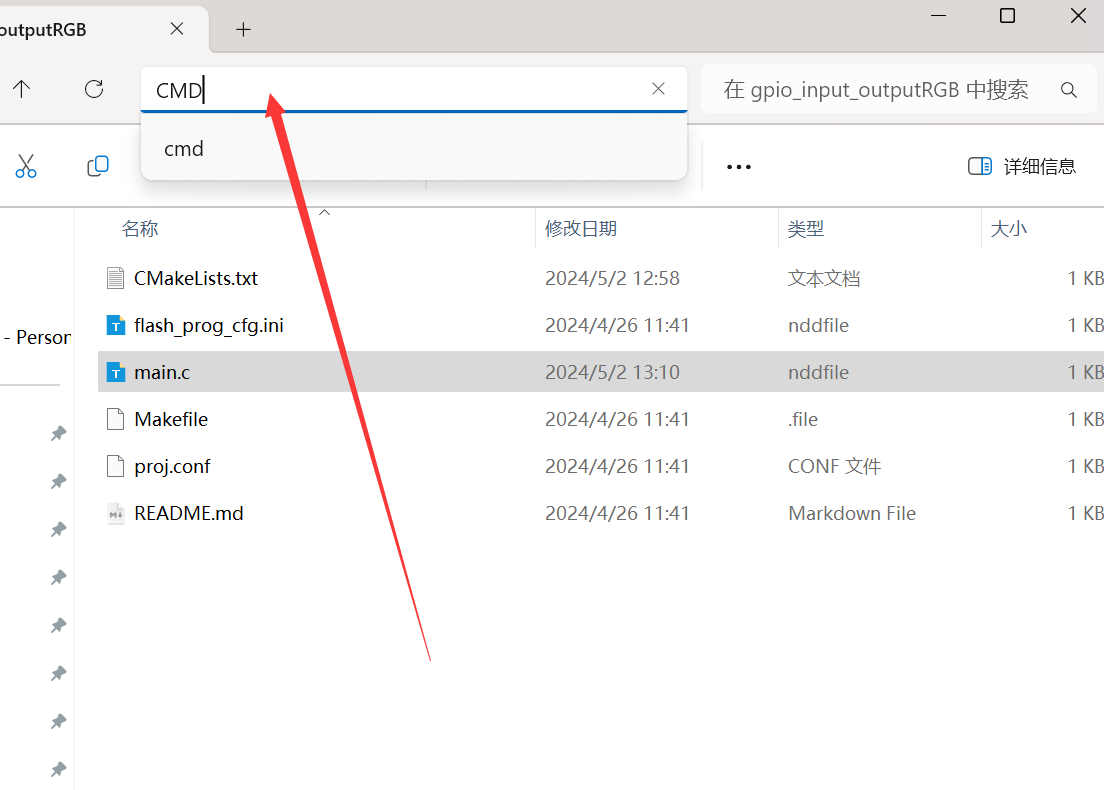 outputRGB
CMD
在 gpio_input_outputRGB 中搜索
cmd
详细信息
名称 修改日期 类型 大小
CMakeLists.txt 2024/5/2 12:58 文本文档 1 KB
flash_prog_cfg.ini 2024/4/26 11:41 nddfile 1 KB
main.c 2024/5/2 13:10 nddfile 1 KB
Makefile 2024/4/26 11:41 .file 1 KB
proj.conf 2024/4/26 11:41 CONF 文件 1 KB
README.md 2024/4/26 11:41 Markdown File 1 KB
- Person